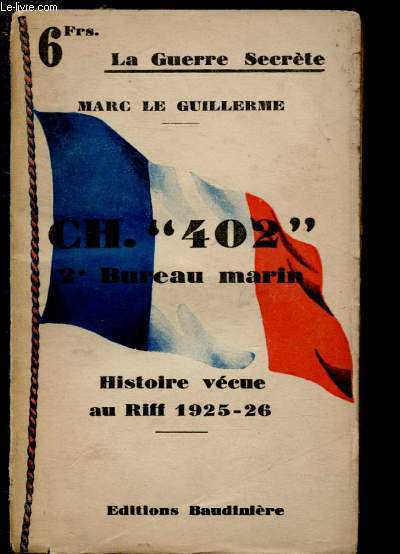 © Le-livre.com
6 Frs.
La Guerre Secrète
MARC LE GUILLERME
CH. "402"
2e Bureau marin
Histoire vécue
au Riff 1925-26
Editions Baudinière